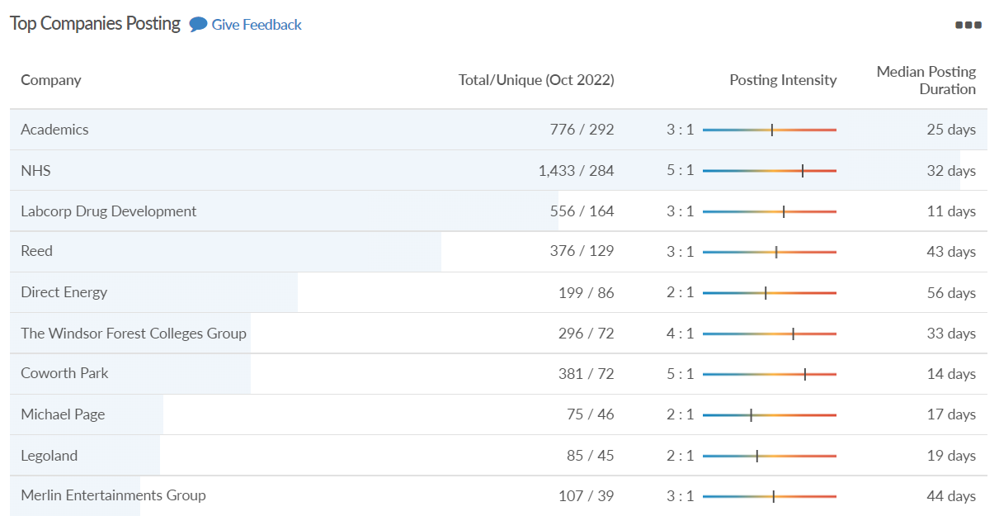 Top Companies Posting Give Feedback
Company Total/Unique (Oct 2022) Posting Intensity Median Posting Duration
Academics 776 / 292 3 : 1 25 days
NHS 1,433 / 284 5 : 1 32 days
Labcorp Drug Development 556 / 164 3 : 1 11 days
Reed 376 / 129 3 : 1 43 days
Direct Energy 199 / 86 2 : 1 56 days
The Windsor Forest Colleges Group 296 / 72 4 : 1 33 days
Coworth Park 381 / 72 5 : 1 14 days
Michael Page 75 / 46 2 : 1 17 days
Legoland 85 / 45 2 : 1 19 days
Merlin Entertainments Group 107 / 39 3 : 1 44 days